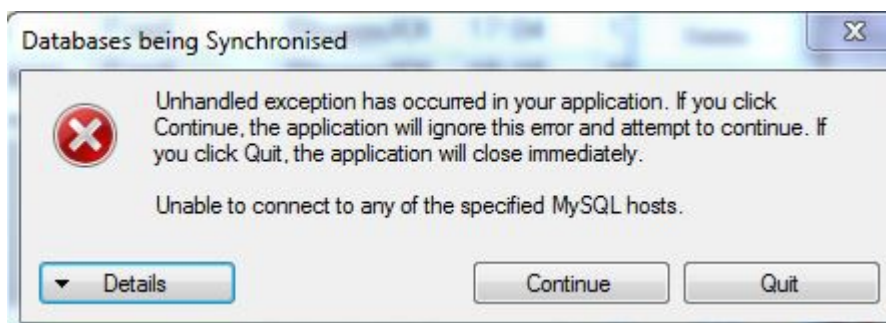 Databases being Synchronised
Unhandled exception has occurred in your application. If you click
Continue, the application will ignore this error and attempt to continue. If
you click Quit, the application will close immediately.
Unable to connect to any of the specified MySQL hosts.
Details
Continue
Quit